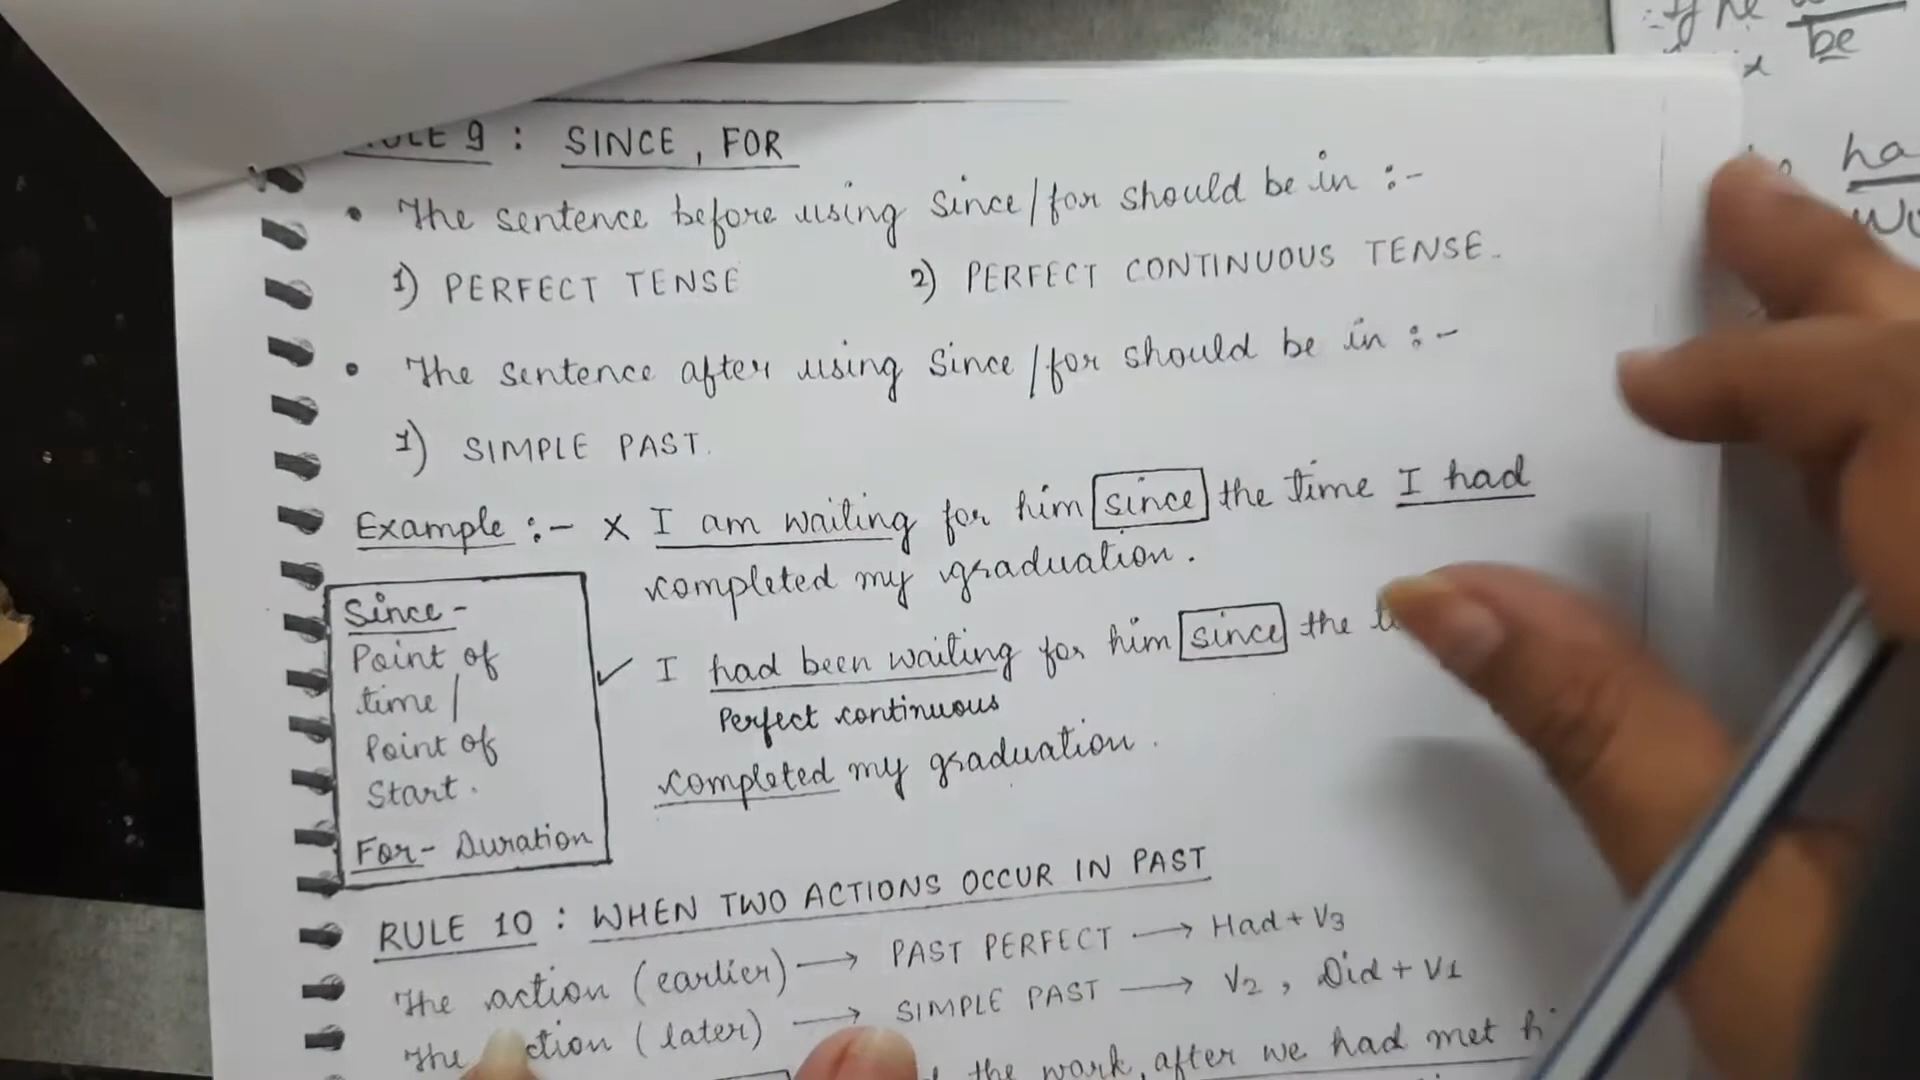 RULE 9 : SINCE, FOR
• The sentence before using since/for should be in :-
1) PERFECT TENSE 2) PERFECT CONTINUOUS TENSE.
• The sentence after using since/for should be in :-
1) SIMPLE PAST.
Example :- X I am waiting for him since the time I had
completed my graduation.
Since -
Point of
time /
Point of
Start.
For - Duration
✓ I had been waiting for him since the
Perfect continuous
completed my graduation.
RULE 10 : WHEN TWO ACTIONS OCCUR IN PAST
The action (earlier) → PAST PERFECT → Had + V3
The action (later) → SIMPLE PAST → V2, Did + V1
the work, after we had met
The
be